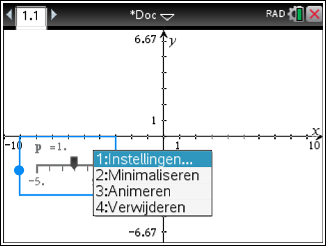 1.1
*Doc
RAD
6.67
y
1
x
-10
1
10
p =1.
-5.
1:Instellingen...
2:Minimaliseren
3:Animeren
4:Verwijderen
-6.67